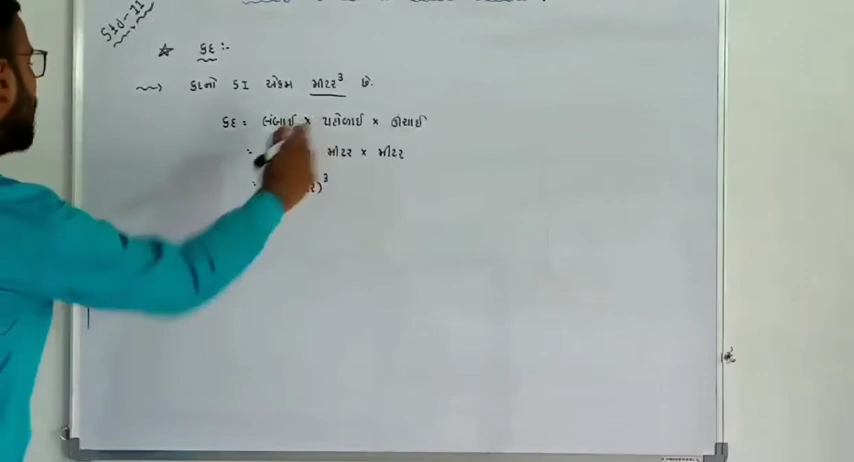 Std-11
☆ કદ :-
કદનો SI એકમ મીટર³ છે.
કદ = લંબાઈ × પહોળાઈ × ઊંચાઈ
મીટર × મીટર
)³